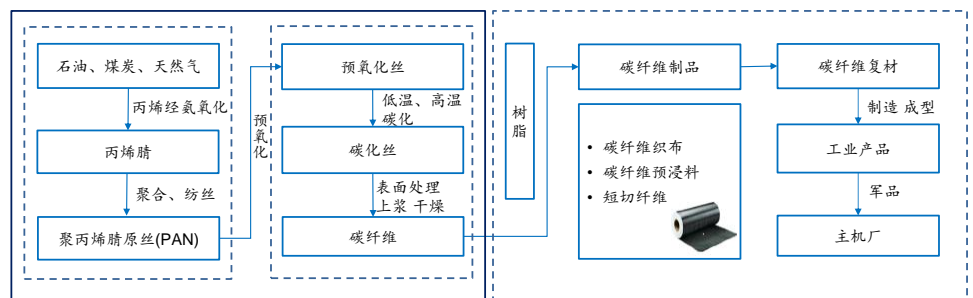 石油、煤炭、天然气
丙烯经氨氧化
丙烯腈
聚合、纺丝
聚丙烯腈原丝(PAN)
预氧化
预氧化丝
低温、高温
碳化
碳化丝
表面处理
上浆 干燥
碳纤维
树脂
碳纤维制品
• 碳纤维织布
• 碳纤维预浸料
• 短切纤维
碳纤维复材
制造 成型
工业产品
军品
主机厂